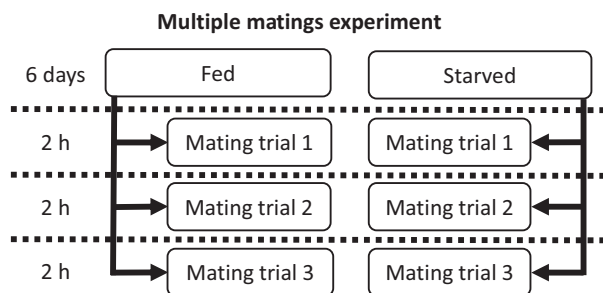 Multiple matings experiment
6 days Fed Starved
2 h Mating trial 1 Mating trial 1
2 h Mating trial 2 Mating trial 2
2 h Mating trial 3 Mating trial 3